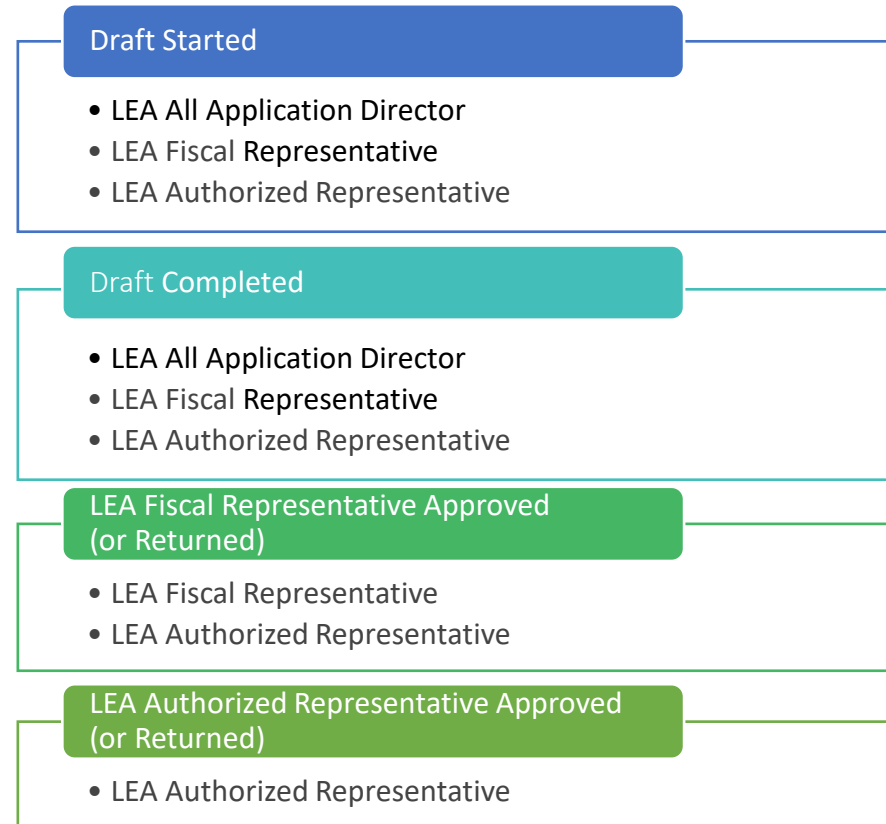 Draft Started
• LEA All Application Director
• LEA Fiscal Representative
• LEA Authorized Representative
Draft Completed
• LEA All Application Director
• LEA Fiscal Representative
• LEA Authorized Representative
LEA Fiscal Representative Approved
(or Returned)
• LEA Fiscal Representative
• LEA Authorized Representative
LEA Authorized Representative Approved
(or Returned)
• LEA Authorized Representative